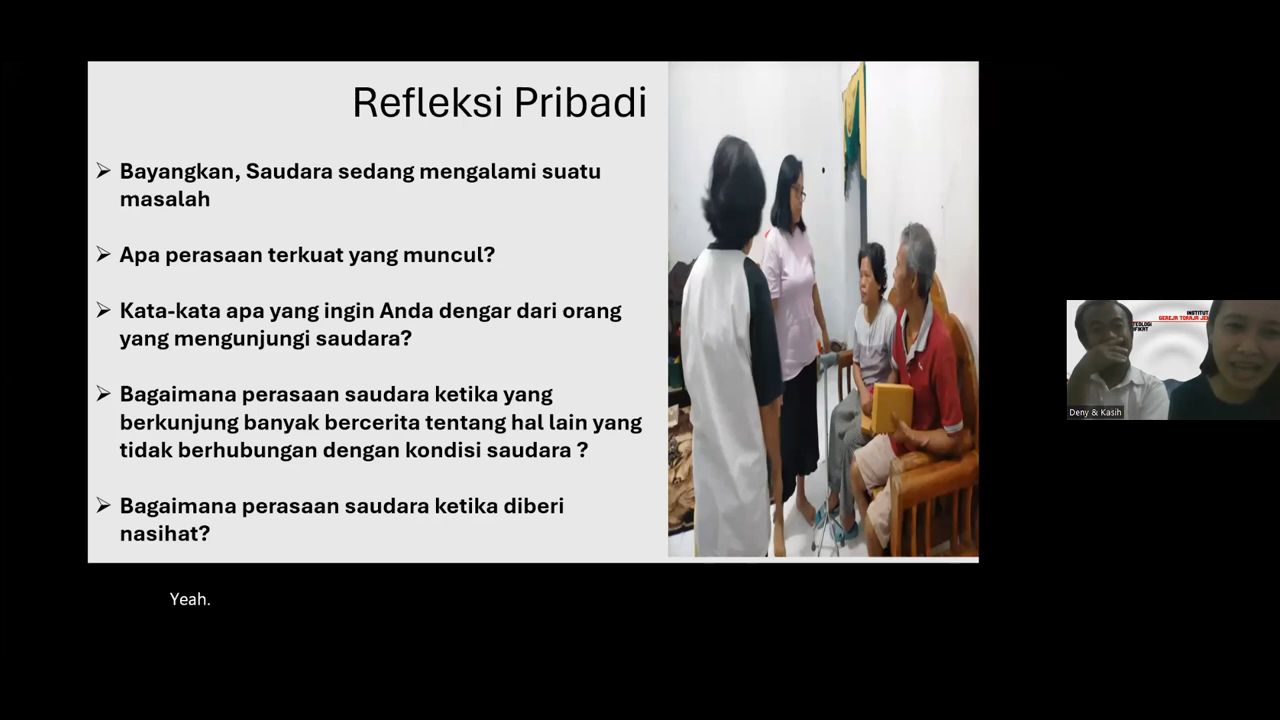 Refleksi Pribadi
➢ Bayangkan, Saudara sedang mengalami suatu
masalah
➢ Apa perasaan terkuat yang muncul?
➢ Kata-kata apa yang ingin Anda dengar dari orang
yang mengunjungi saudara?
➢ Bagaimana perasaan saudara ketika yang
berkunjung banyak bercerita tentang hal lain yang
tidak berhubungan dengan kondisi saudara ?
➢ Bagaimana perasaan saudara ketika diberi
nasihat?
INSTITUT
GEREJA TORAJA
Deny & Kasih
Yeah.